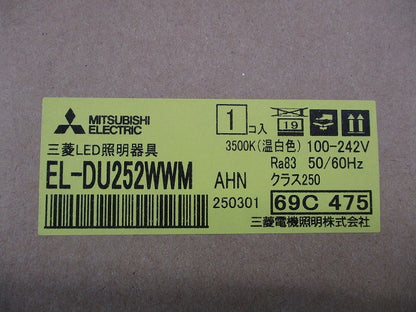 MITSUBISHI
ELECTRIC
1 コ入
19
三菱LED照明器具
3500K(温白色) 100-242V
Ra83 50/60Hz
EL-DU252WWM AHN クラス250
250301 69C 475
三菱電機照明株式会社